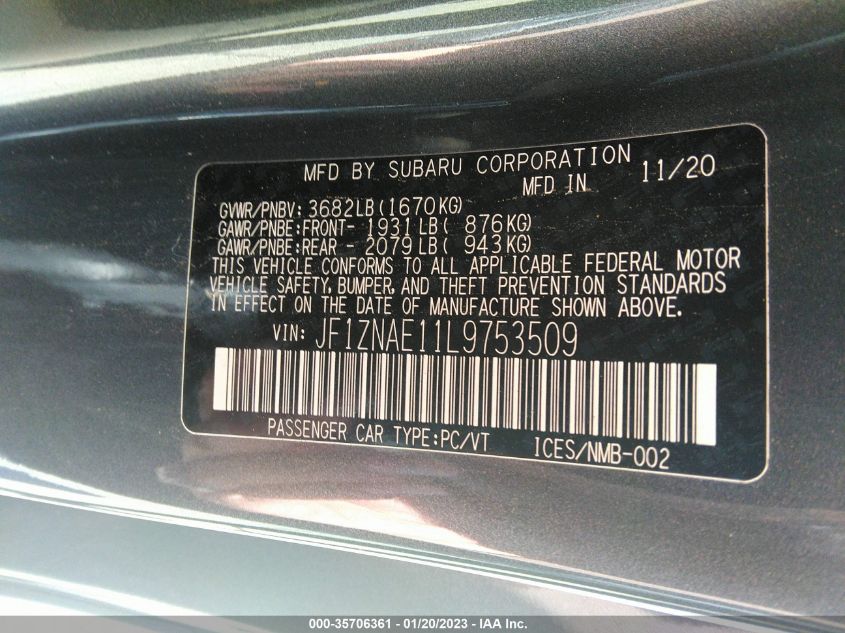 MFD BY SUBARU CORPORATION
MFD IN 11/20
GVWR/PNBV: 3682LB(1670KG)
GAWR/PNBE:FRONT- 1931LB( 876KG)
GAWR/PNBE:REAR - 2079LB( 943KG)
THIS VEHICLE CONFORMS TO ALL APPLICABLE FEDERAL MOTOR
VEHICLE SAFETY, BUMPER, AND THEFT PREVENTION STANDARDS
IN EFFECT ON THE DATE OF MANUFACTURE SHOWN ABOVE.
VIN: JF1ZNAE11L9753509
PASSENGER CAR TYPE:PC/VT ICES/NMB-002
000-35706361 - 01/20/2023 - IAA Inc.